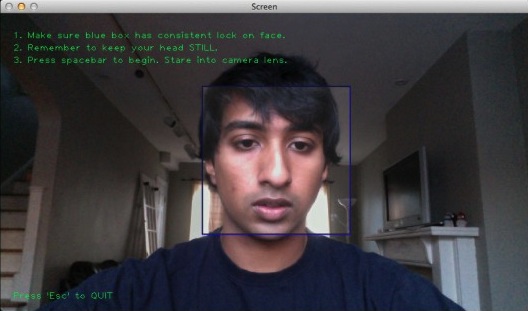 Screen
1. Make sure blue box has consistent lock on face.
2. Remember to keep your head STILL.
3. Press spacebar to begin. Stare into camera lens.
Press 'Esc' to QUIT